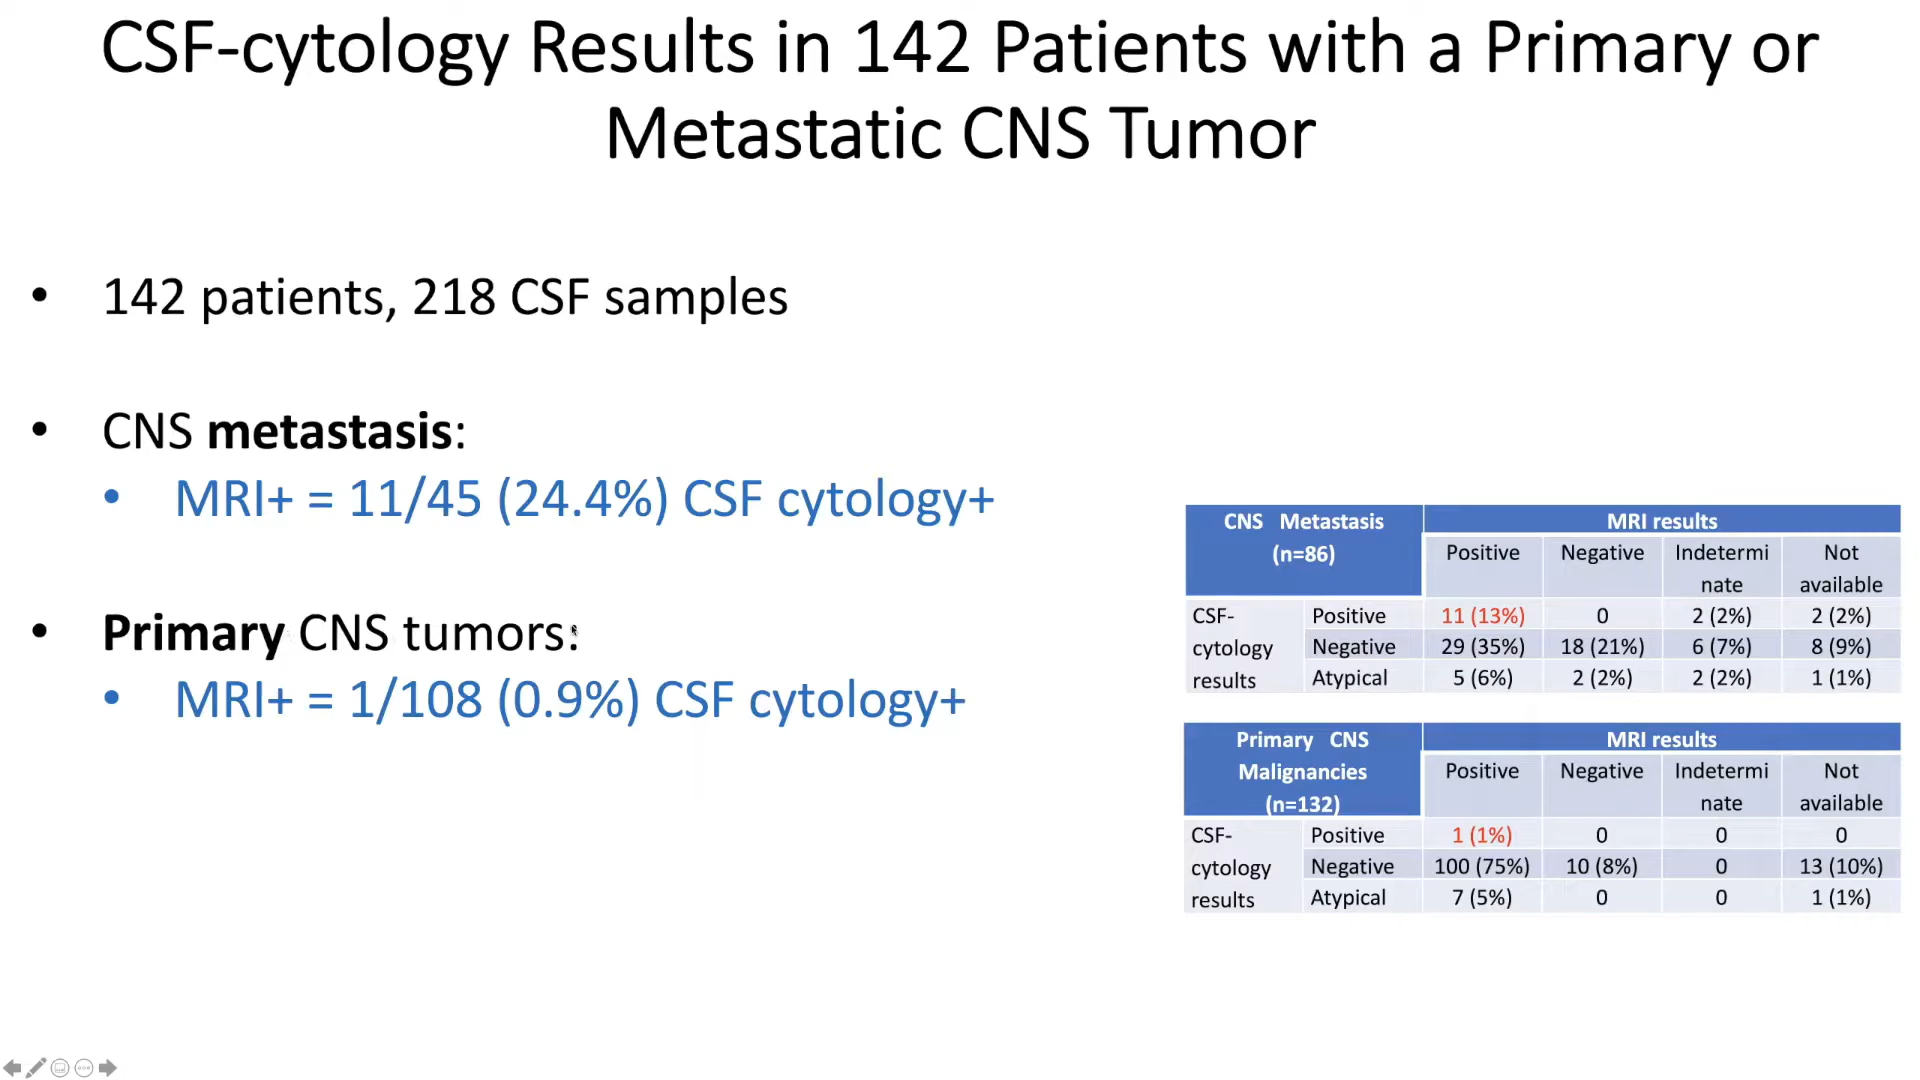 CSF-cytology Results in 142 Patients with a Primary or
Metastatic CNS Tumor
• 142 patients, 218 CSF samples
• CNS metastasis:
• MRI+ = 11/45 (24.4%) CSF cytology+
• Primary CNS tumors:
• MRI+ = 1/108 (0.9%) CSF cytology+
CNS Metastasis MRI results
(n=86) Positive Negative Indetermi Not
nate available
CSF- Positive 11 (13%) 0 2 (2%) 2 (2%)
cytology Negative 29 (35%) 18 (21%) 6 (7%) 8 (9%)
results Atypical 5 (6%) 2 (2%) 2 (2%) 1 (1%)
Primary CNS MRI results
Malignancies Positive Negative Indetermi Not
(n=132) nate available
CSF- Positive 1 (1%) 0 0 0
cytology Negative 100 (75%) 10 (8%) 0 13 (10%)
results Atypical 7 (5%) 0 0 1 (1%)